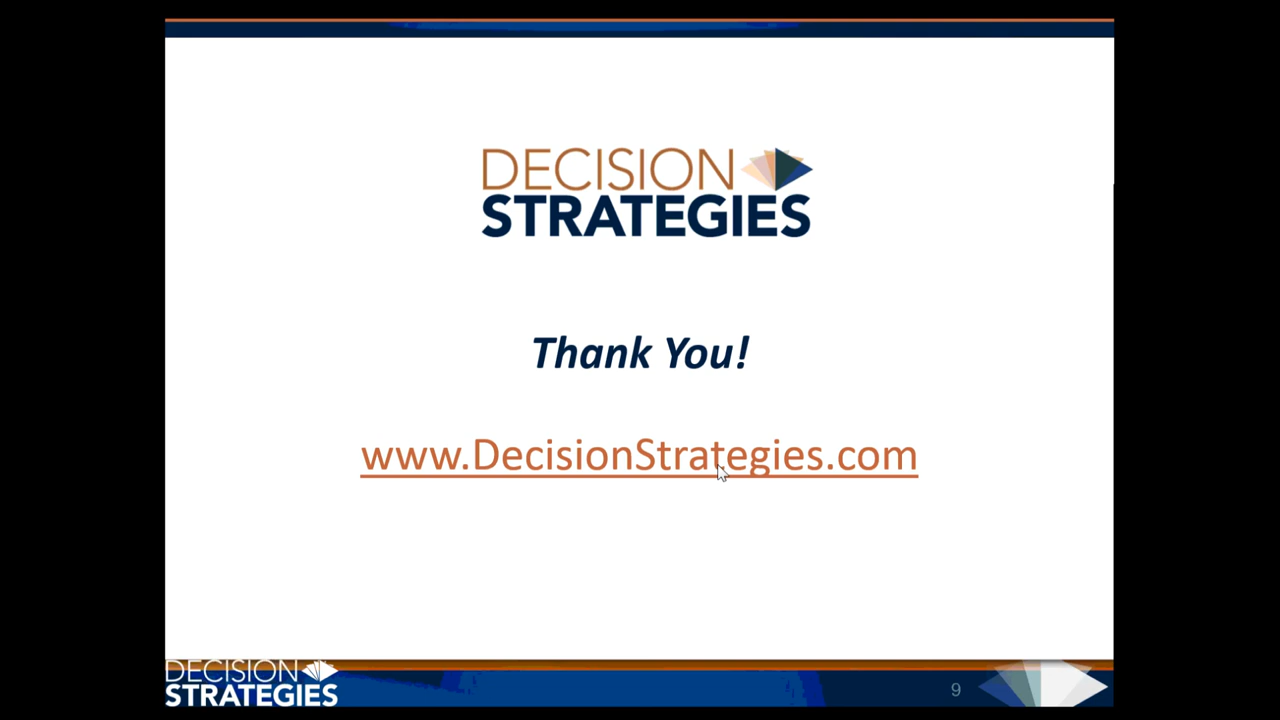 DECISION
STRATEGIES
Thank You!
www.DecisionStrategies.com
DECISION
STRATEGIES
9